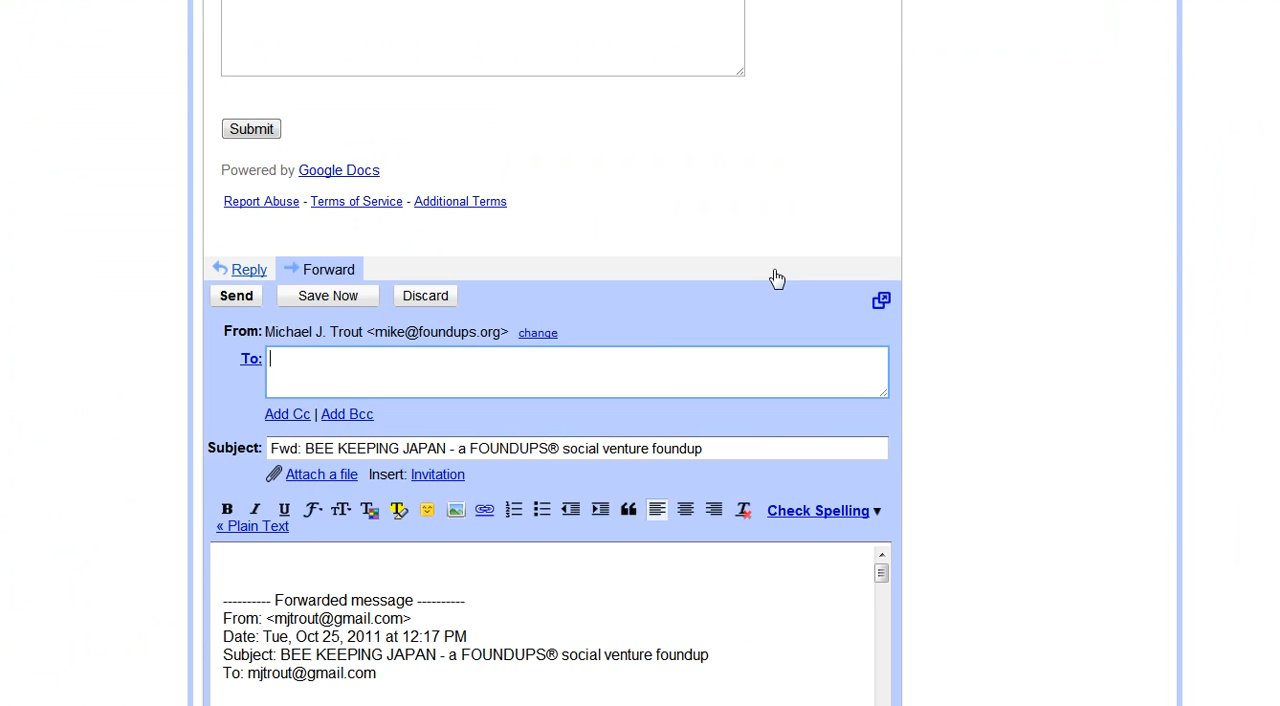 Submit
Powered by Google Docs
Report Abuse - Terms of Service - Additional Terms
Reply Forward
Send Save Now Discard
From: Michael J. Trout <mike@foundups.org> change
To:
Add Cc | Add Bcc
Subject: Fwd: BEE KEEPING JAPAN - a FOUNDUPS® social venture foundup
Attach a file Insert: Invitation
B I U Check Spelling ▼
« Plain Text
---------- Forwarded message ----------
From: <mjtrout@gmail.com>
Date: Tue, Oct 25, 2011 at 12:17 PM
Subject: BEE KEEPING JAPAN - a FOUNDUPS® social venture foundup
To: mjtrout@gmail.com